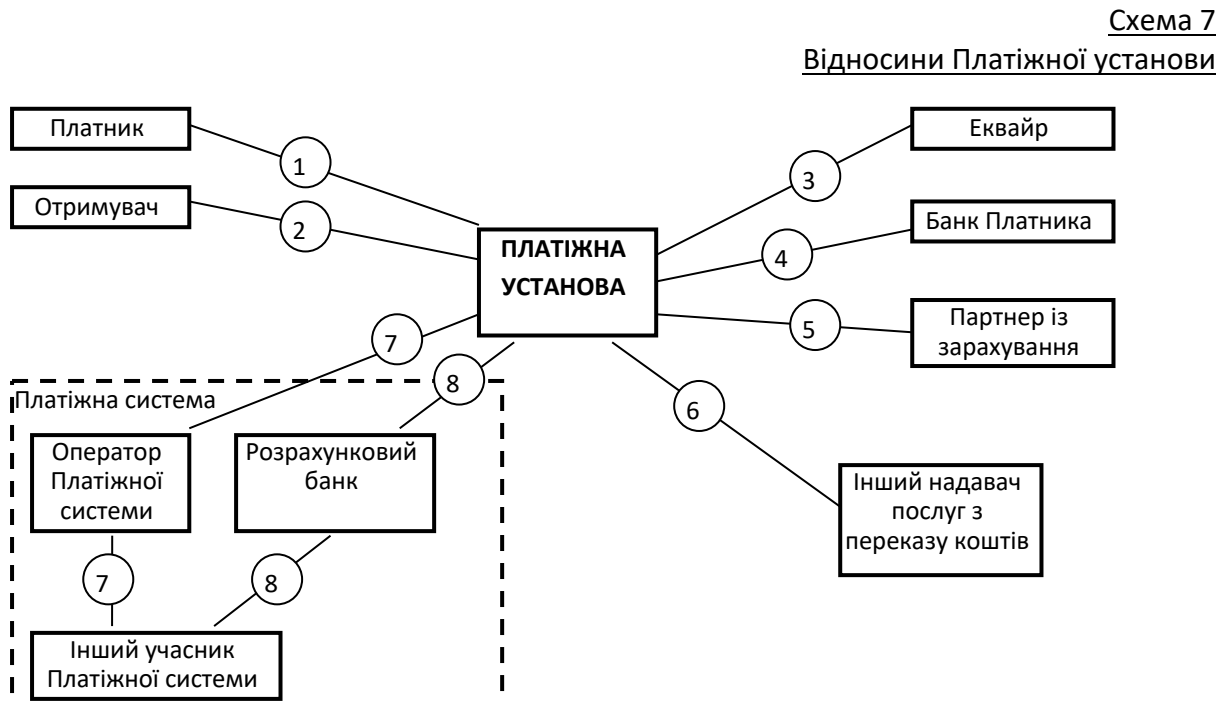 Схема 7
Відносини Платіжної установи
Платник
Еквайр
1
3
Отримувач
2
Банк Платника
4
ПЛАТІЖНА
УСТАНОВА
5
Партнер із
зарахування
7
8
6
Платіжна система
Оператор
Платіжної
системи
Розрахунковий
банк
Інший надавач
послуг з
переказу коштів
7
8
Інший учасник
Платіжної системи